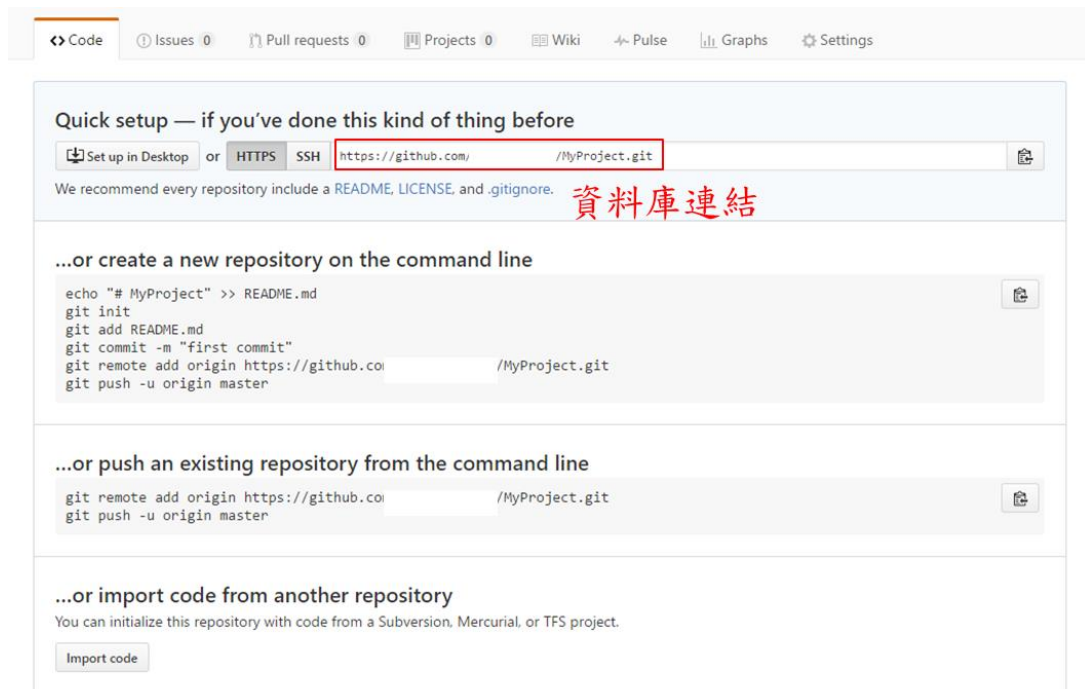 Code Issues 0 Pull requests 0 Projects 0 Wiki Pulse Graphs Settings
Quick setup — if you've done this kind of thing before
Set up in Desktop or HTTPS SSH https://github.com/ /MyProject.git
We recommend every repository include a README, LICENSE, and .gitignore.
資料庫連結
...or create a new repository on the command line
echo "# MyProject" >> README.md
git init
git add README.md
git commit -m "first commit"
git remote add origin https://github.co /MyProject.git
git push -u origin master
...or push an existing repository from the command line
git remote add origin https://github.co /MyProject.git
git push -u origin master
...or import code from another repository
You can initialize this repository with code from a Subversion, Mercurial, or TFS project.
Import code